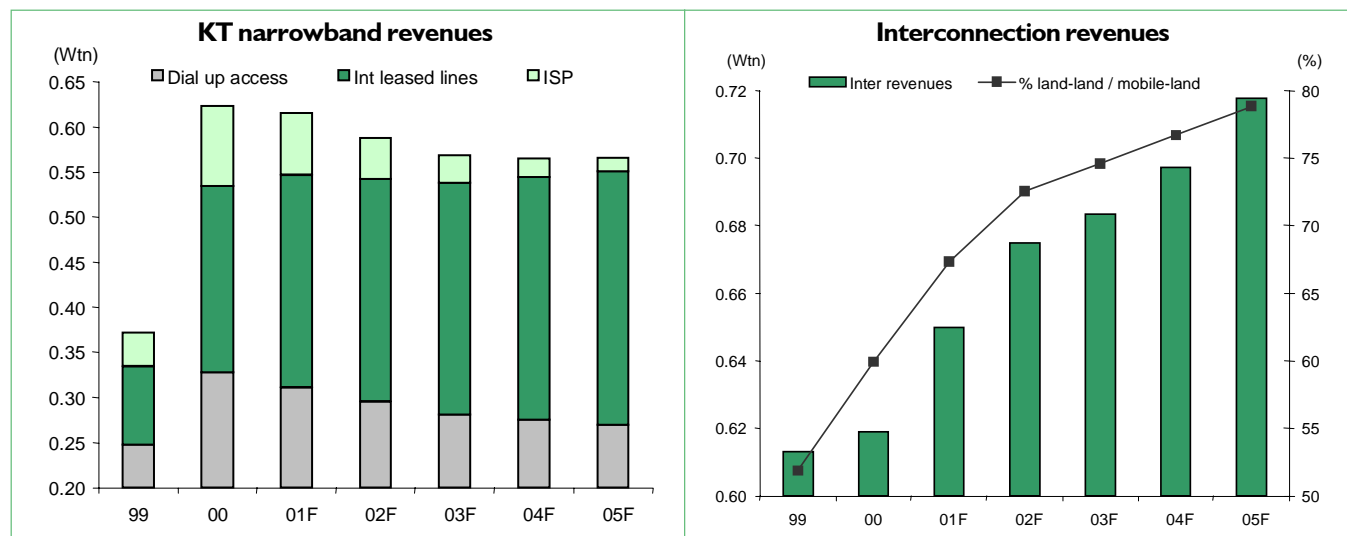 KT narrowband revenues
(Wtn)
Dial up access Int leased lines ISP
0.65
0.60
0.55
0.50
0.45
0.40
0.35
0.30
0.25
0.20
99 00 01F 02F 03F 04F 05F
Interconnection revenues
(Wtn) (%)
Inter revenues % land-land / mobile-land
0.72 80
75
0.70
0.68 70
0.66 65
0.64 60
0.62 55
0.60 50
99 00 01F 02F 03F 04F 05F